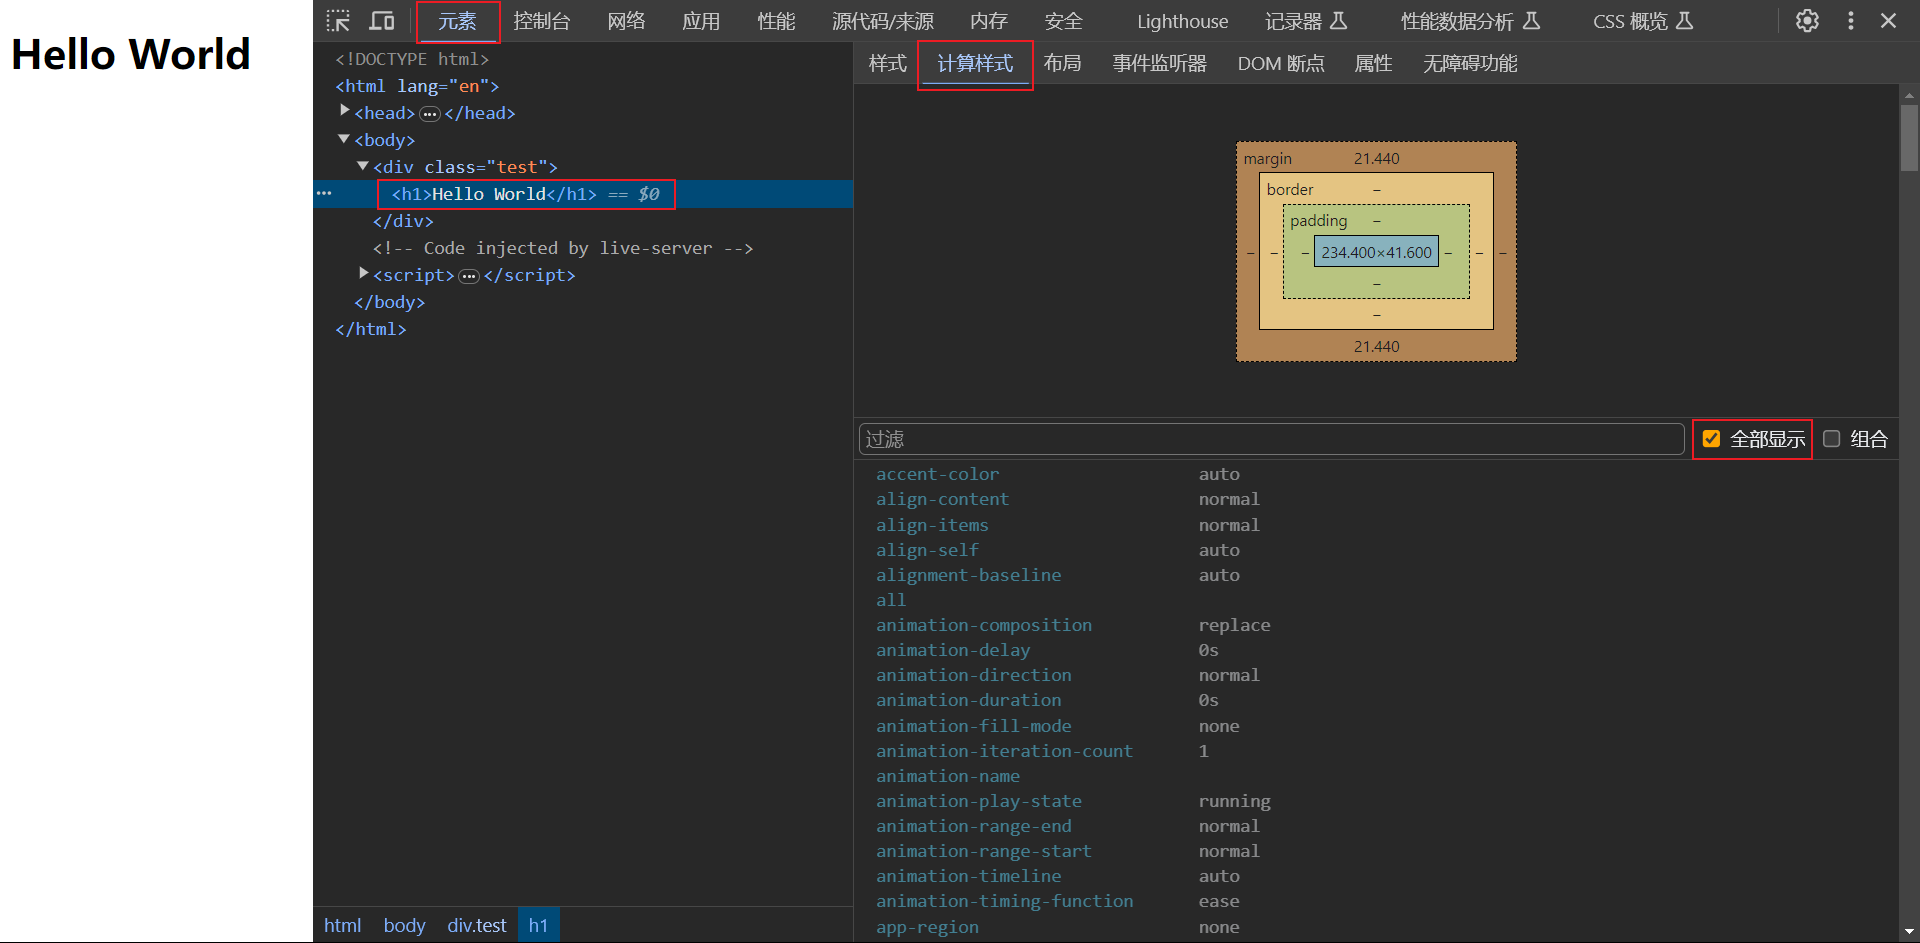 Hello World
元素 控制台 网络 应用 性能 源代码/来源 内存 安全 Lighthouse 记录器 性能数据分析 CSS 概览
<!DOCTYPE html>
<html lang="en">
<head> ••• </head>
<body>
<div class="test">
••• <h1>Hello World</h1> == $0
</div>
<!-- Code injected by live-server -->
<script> ••• </script>
</body>
</html>
html body div.test h1
样式 计算样式 布局 事件监听器 DOM 断点 属性 无障碍功能
margin 21.440
border –
padding –
– – – 234.400×41.600 – – –
–
–
21.440
过滤 全部显示 组合
accent-color auto
align-content normal
align-items normal
align-self auto
alignment-baseline auto
all
animation-composition replace
animation-delay 0s
animation-direction normal
animation-duration 0s
animation-fill-mode none
animation-iteration-count 1
animation-name
animation-play-state running
animation-range-end normal
animation-range-start normal
animation-timeline auto
animation-timing-function ease
app-region none